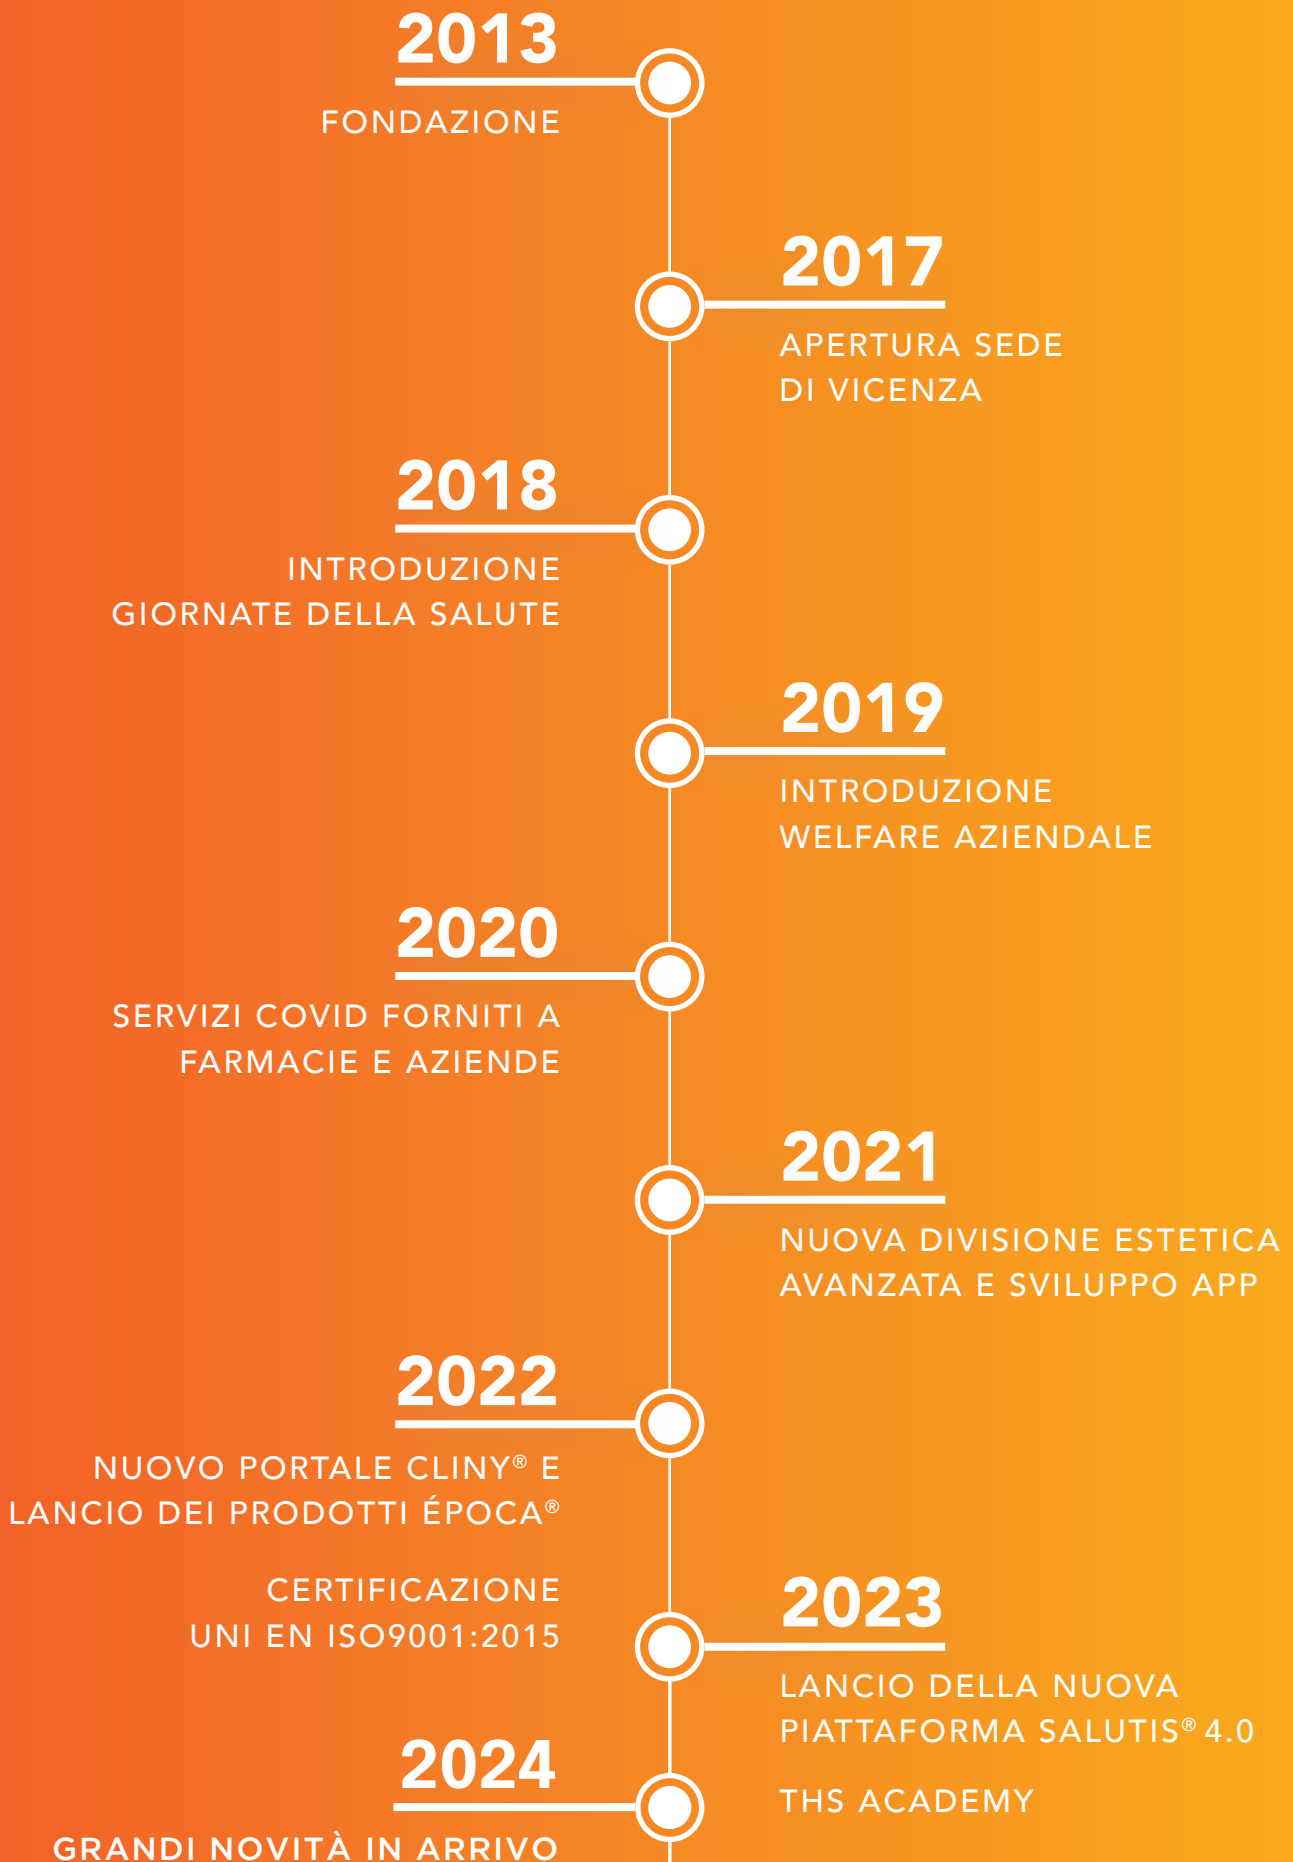 2013
FONDAZIONE
2017
APERTURA SEDE
DI VICENZA
2018
INTRODUZIONE
GIORNATE DELLA SALUTE
2019
INTRODUZIONE
WELFARE AZIENDALE
2020
SERVIZI COVID FORNITI A
FARMACIE E AZIENDE
2021
NUOVA DIVISIONE ESTETICA
AVANZATA E SVILUPPO APP
2022
NUOVO PORTALE CLINY® E
LANCIO DEI PRODOTTI ÉPOCA®
CERTIFICAZIONE
UNI EN ISO9001:2015
2023
LANCIO DELLA NUOVA
PIATTAFORMA SALUTIS® 4.0
THS ACADEMY
2024
GRANDI NOVITÀ IN ARRIVO